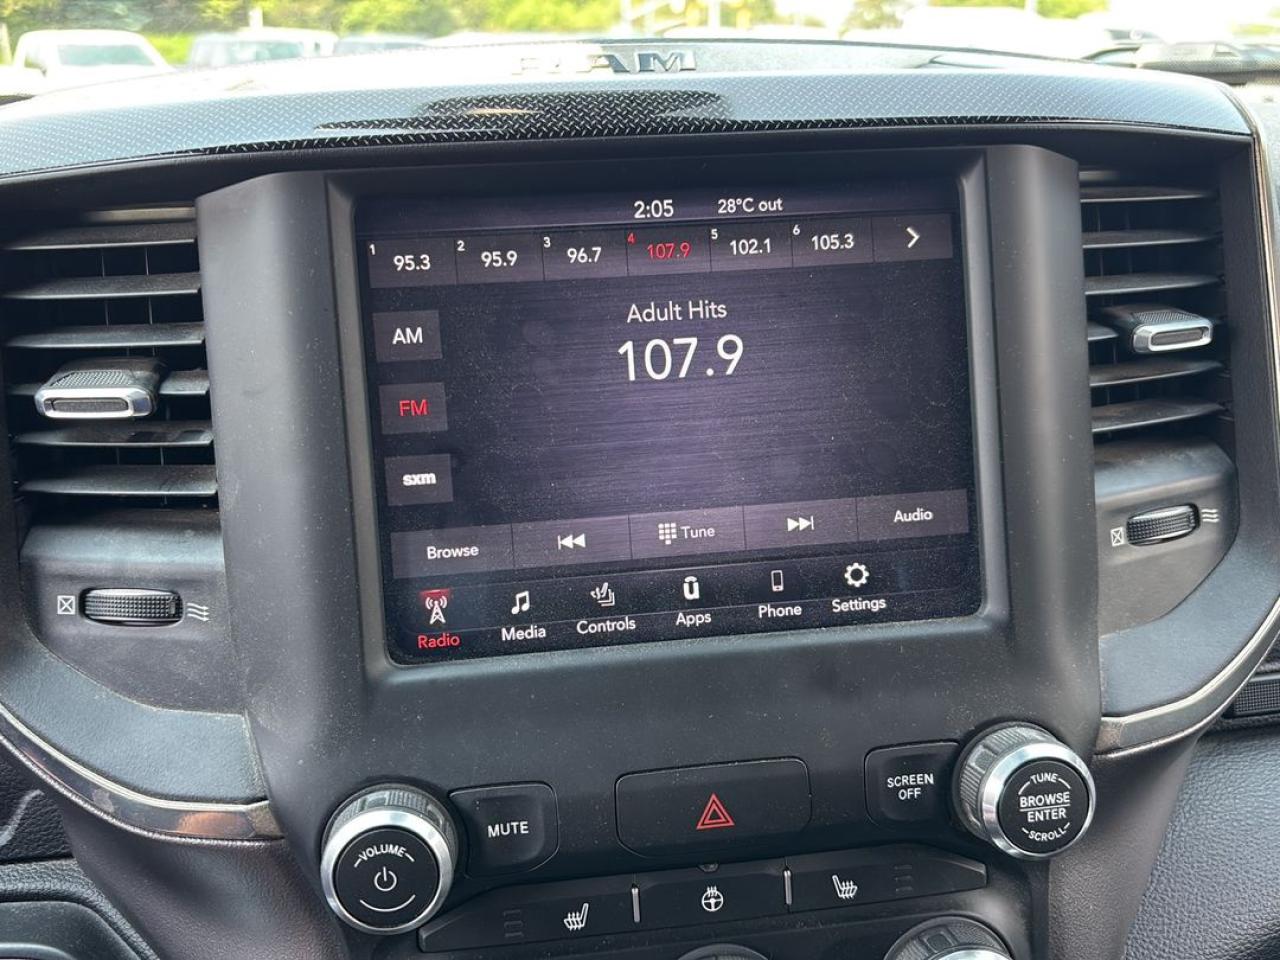 RAM
2:05 28°C out
1 95.3 2 95.9 3 96.7 4 107.9 5 102.1 6 105.3
Adult Hits
107.9
AM
FM
sxm
Browse Tune Audio
Radio Media Controls Apps Phone Settings
VOLUME
MUTE
SCREEN
OFF
TUNE
BROWSE
ENTER
SCROLL